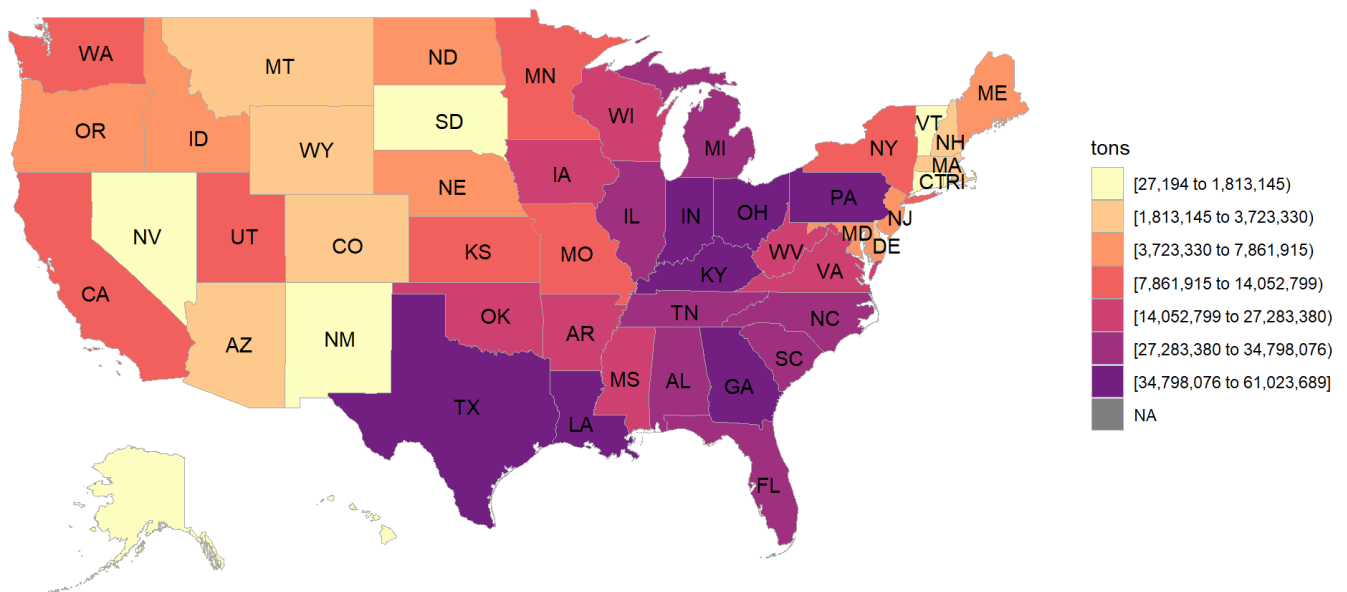 WA
MT
ND
MN
ME
OR
ID
SD
WI
VT
NH
WY
MI
NY
MA
CT
RI
NE
IA
PA
NV
UT
CO
IL
IN
OH
NJ
MD
DE
KS
MO
WV
VA
CA
KY
OK
TN
NC
AZ
NM
AR
SC
MS
AL
GA
TX
LA
FL
tons
[27,194 to 1,813,145)
[1,813,145 to 3,723,330)
[3,723,330 to 7,861,915)
[7,861,915 to 14,052,799)
[14,052,799 to 27,283,380)
[27,283,380 to 34,798,076)
[34,798,076 to 61,023,689]
NA